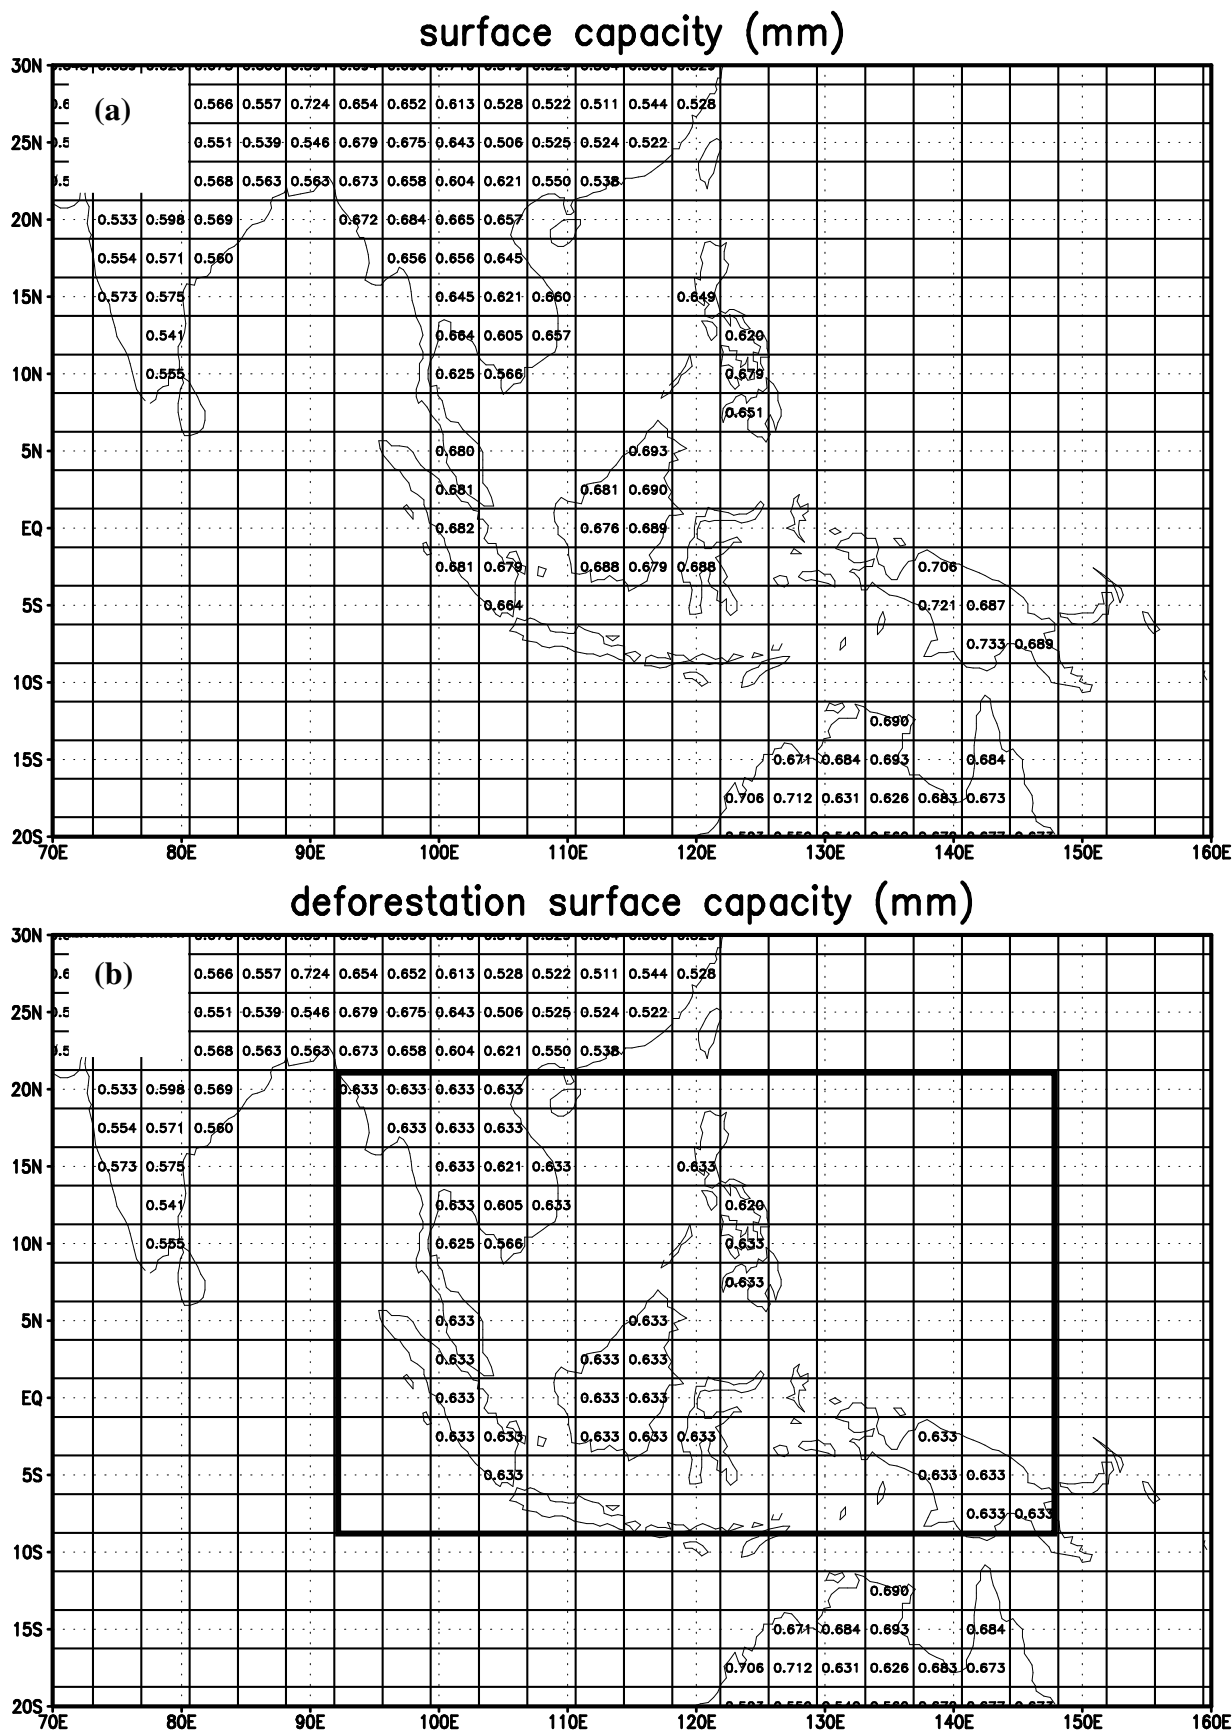 surface capacity (mm)
30N
(a) 0.566 0.557 0.724 0.654 0.652 0.613 0.528 0.522 0.511 0.544 0.528
25N 0.551 0.539 0.546 0.679 0.675 0.643 0.506 0.525 0.524 0.522
0.568 0.563 0.563 0.673 0.658 0.604 0.621 0.550 0.538
20N 0.533 0.598 0.569 0.672 0.684 0.665 0.657
0.554 0.571 0.560 0.656 0.656 0.645
15N 0.573 0.575 0.645 0.621 0.660 0.649
0.541 0.664 0.605 0.657 0.620
10N 0.555 0.625 0.566 0.679
0.651
5N 0.680 0.693
0.681 0.681 0.690
EQ 0.682 0.676 0.689
0.681 0.679 0.688 0.679 0.688 0.706
5S 0.664 0.721 0.687
0.733 0.689
10S
0.690
15S 0.671 0.684 0.693 0.684
0.706 0.712 0.631 0.626 0.683 0.673
20S
70E 80E 90E 100E 110E 120E 130E 140E 150E 160E
deforestation surface capacity (mm)
30N
(b) 0.566 0.557 0.724 0.654 0.652 0.613 0.528 0.522 0.511 0.544 0.528
25N 0.551 0.539 0.546 0.679 0.675 0.643 0.506 0.525 0.524 0.522
0.568 0.563 0.563 0.673 0.658 0.604 0.621 0.550 0.538
20N 0.533 0.598 0.569 0.633 0.633 0.633 0.633
0.554 0.571 0.560 0.633 0.633 0.633
15N 0.573 0.575 0.633 0.621 0.633 0.633
0.541 0.633 0.605 0.633 0.620
10N 0.555 0.625 0.566 0.633
0.633
5N 0.633 0.633
0.633 0.633 0.633
EQ 0.633 0.633 0.633
0.633 0.633 0.633 0.633 0.633 0.633
5S 0.633 0.633 0.633
0.633 0.633
10S
0.690
15S 0.671 0.684 0.693 0.684
0.706 0.712 0.631 0.626 0.683 0.673
20S
70E 80E 90E 100E 110E 120E 130E 140E 150E 160E